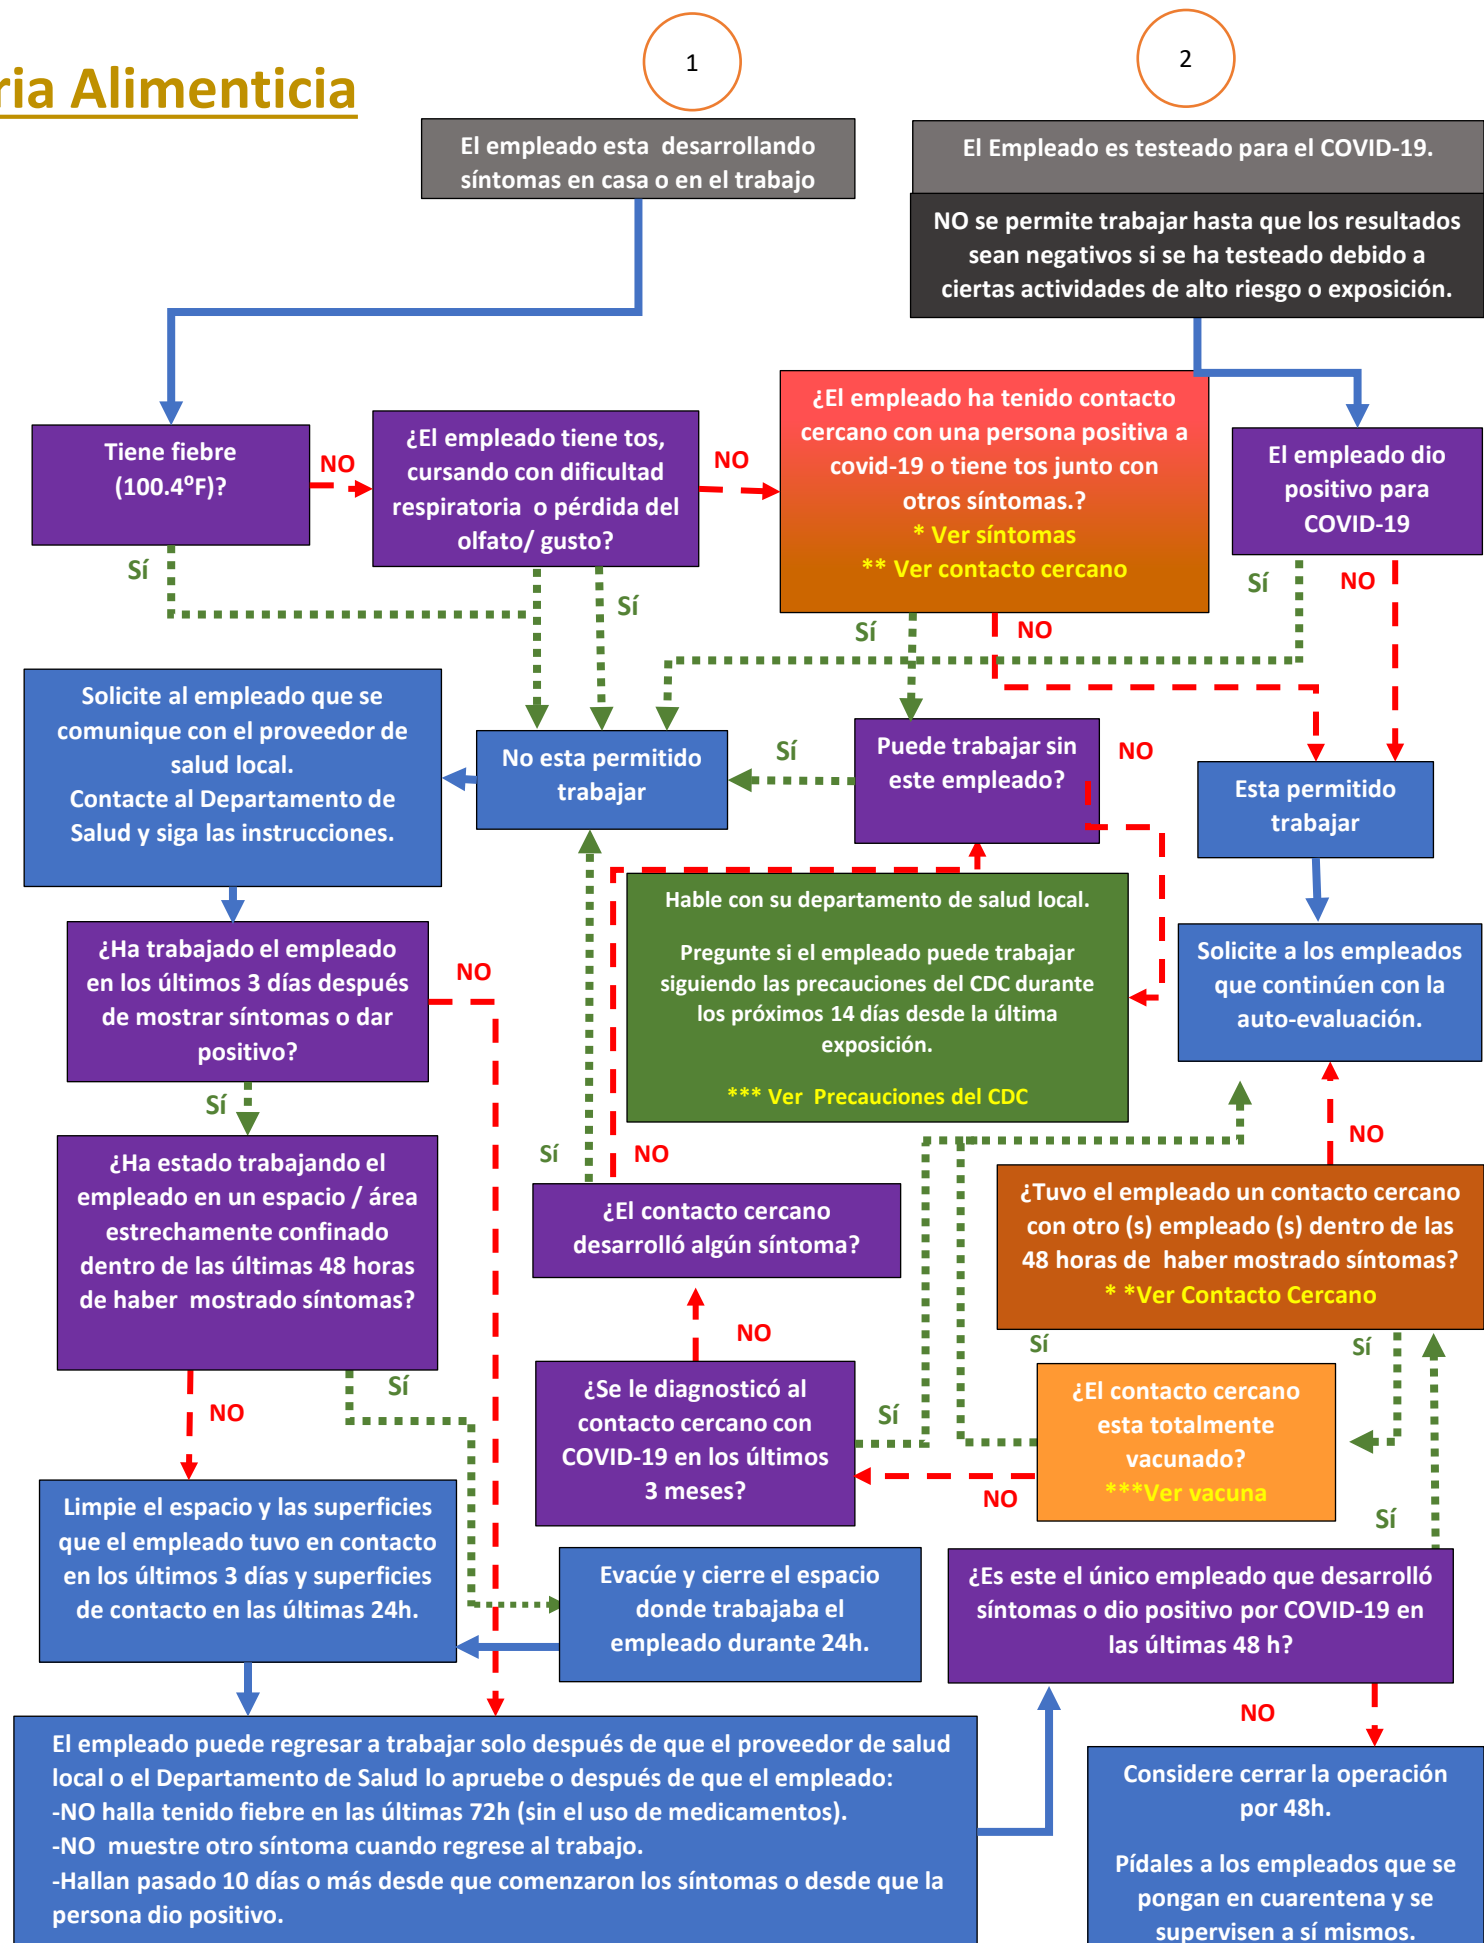 ria Alimenticia
1
2
El empleado esta desarrollando
síntomas en casa o en el trabajo
El Empleado es testeado para el COVID-19.
NO se permite trabajar hasta que los resultados
sean negativos si se ha testeado debido a
ciertas actividades de alto riesgo o exposición.
Tiene fiebre
(100.4⁰F)?
NO
Sí
¿El empleado tiene tos,
cursando con dificultad
respiratoria o pérdida del
olfato/ gusto?
NO
Sí
¿El empleado ha tenido contacto
cercano con una persona positiva a
covid-19 o tiene tos junto con
otros síntomas.?
* Ver síntomas
** Ver contacto cercano
Sí
NO
El empleado dio
positivo para
COVID-19
Sí
NO
Solicite al empleado que se
comunique con el proveedor de
salud local.
Contacte al Departamento de
Salud y siga las instrucciones.
No esta permitido
trabajar
Sí
Puede trabajar sin
este empleado?
NO
Esta permitido
trabajar
Hable con su departamento de salud local.
Pregunte si el empleado puede trabajar
siguiendo las precauciones del CDC durante
los próximos 14 días desde la última
exposición.
*** Ver Precauciones del CDC
Solicite a los empleados
que continúen con la
auto-evaluación.
¿Ha trabajado el empleado
en los últimos 3 días después
de mostrar síntomas o dar
positivo?
NO
Sí
¿Ha estado trabajando el
empleado en un espacio / área
estrechamente confinado
dentro de las últimas 48 horas
de haber mostrado síntomas?
NO
Sí
Sí
NO
¿El contacto cercano
desarrolló algún síntoma?
NO
NO
¿Tuvo el empleado un contacto cercano
con otro (s) empleado (s) dentro de las
48 horas de haber mostrado síntomas?
* *Ver Contacto Cercano
Sí
Sí
¿Se le diagnosticó al
contacto cercano con
COVID-19 en los últimos
3 meses?
Sí
NO
¿El contacto cercano
esta totalmente
vacunado?
***Ver vacuna
Sí
Limpie el espacio y las superficies
que el empleado tuvo en contacto
en los últimos 3 días y superficies
de contacto en las últimas 24h.
Evacúe y cierre el espacio
donde trabajaba el
empleado durante 24h.
¿Es este el único empleado que desarrolló
síntomas o dio positivo por COVID-19 en
las últimas 48 h?
NO
El empleado puede regresar a trabajar solo después de que el proveedor de salud
local o el Departamento de Salud lo apruebe o después de que el empleado:
-NO halla tenido fiebre en las últimas 72h (sin el uso de medicamentos).
-NO muestre otro síntoma cuando regrese al trabajo.
-Hallan pasado 10 días o más desde que comenzaron los síntomas o desde que la
persona dio positivo.
Considere cerrar la operación
por 48h.
Pídales a los empleados que se
pongan en cuarentena y se
supervisen a sí mismos.